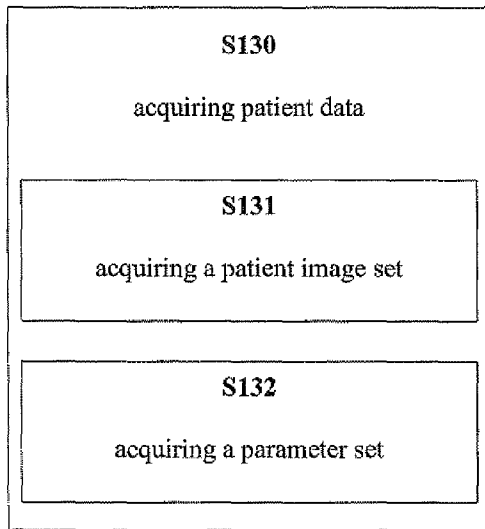 S130
acquiring patient data
S131
acquiring a patient image set
S132
acquiring a parameter set